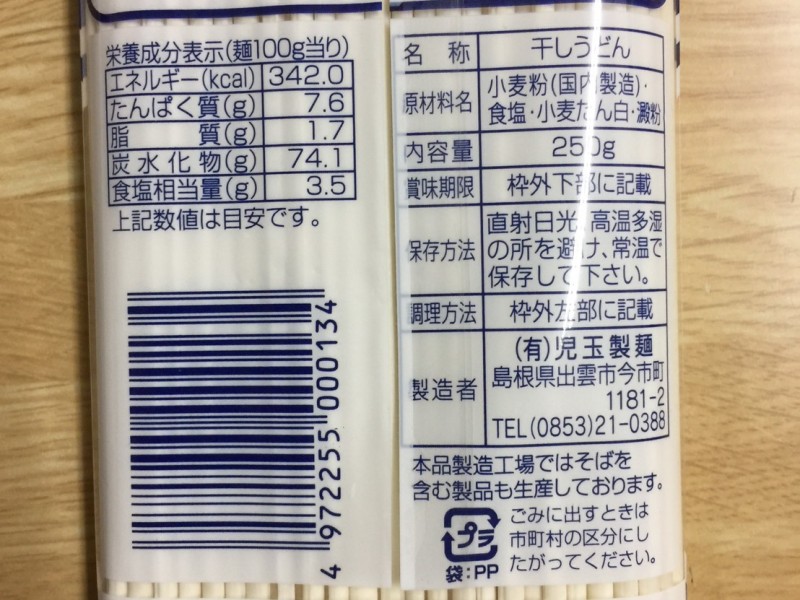 栄養成分表示(麺100g当り)
エネルギー(kcal) 342.0
たんぱく質(g) 7.6
脂質(g) 1.7
炭水化物(g) 74.1
食塩相当量(g) 3.5
上記数値は目安です。
4 972255 000134
名称 干しうどん
原材料名 小麦粉(国内製造)・
食塩・小麦たん白・澱粉
内容量 250g
賞味期限 枠外下部に記載
保存方法 直射日光、高温多湿
の所を避け、常温で
保存して下さい。
調理方法 枠外左部に記載
製造者 (有)児玉製麺
島根県出雲市今市町
1181-2
TEL(0853)21-0388
本品製造工場ではそばを
含む製品も生産しております。
プラ
袋:PP
ごみに出すときは
市町村の区分にし
たがってください。